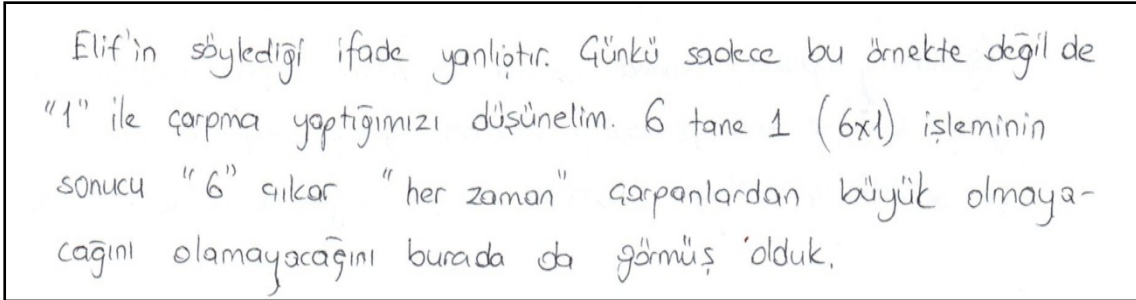 Elif'in söylediği ifade yanlıştır. Çünkü sadece bu örnekte değil de
"1" ile çarpma yaptığımızı düşünelim. 6 tane 1 (6x1) işleminin
sonucu "6" çıkar "her zaman" çarpanlardan büyük olmaya-
cağını olamayacağını burada da görmüş olduk.